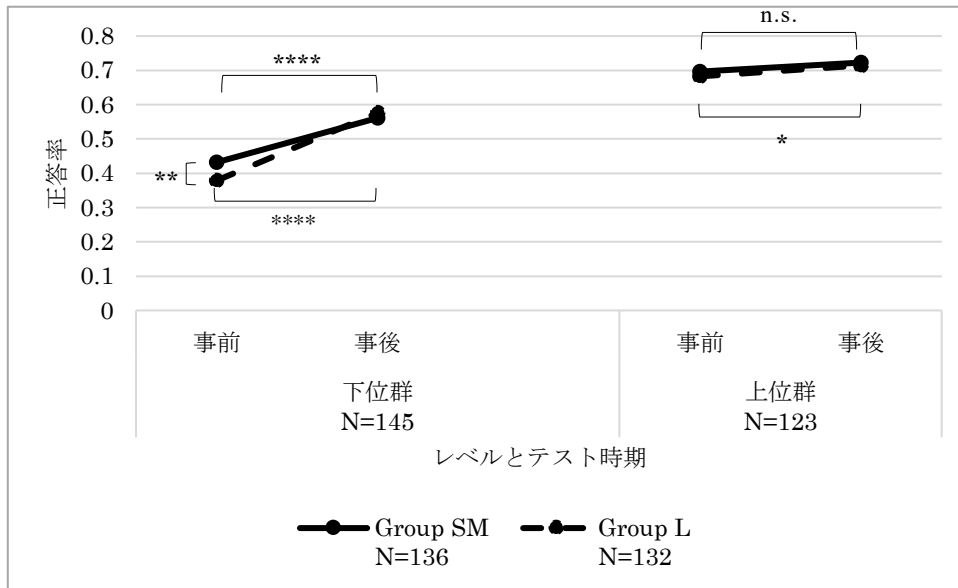 n.s.
0.8
0.7
0.6
0.5
0.4
0.3
0.2
0.1
0
正答率
****
**
****
*
事前
事後
事前
事後
下位群
N=145
上位群
N=123
レベルとテスト時期
Group SM
N=136
Group L
N=132